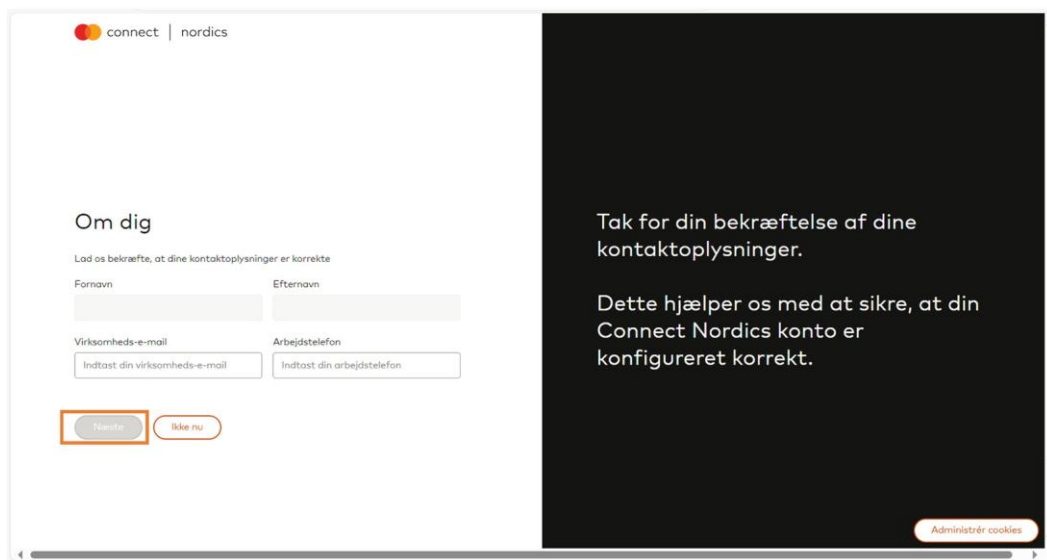 connect | nordics
Om dig
Lad os bekræfte, at dine kontaktoplysninger er korrekte
Fornavn
Efternavn
Virksomheds-e-mail
Arbejdstelefon
Indtast din virksomheds-e-mail
Indtast din arbejdstelefon
Næste
Ikke nu
Tak for din bekræftelse af dine
kontaktoplysninger.
Dette hjælper os med at sikre, at din
Connect Nordics konto er
konfigureret korrekt.
Administrér cookies